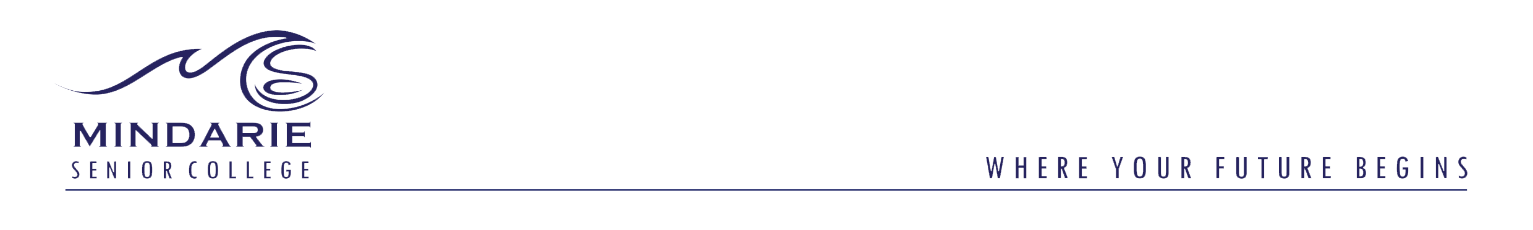 MINDARIE
SENIOR COLLEGE
WHERE YOUR FUTURE BEGINS